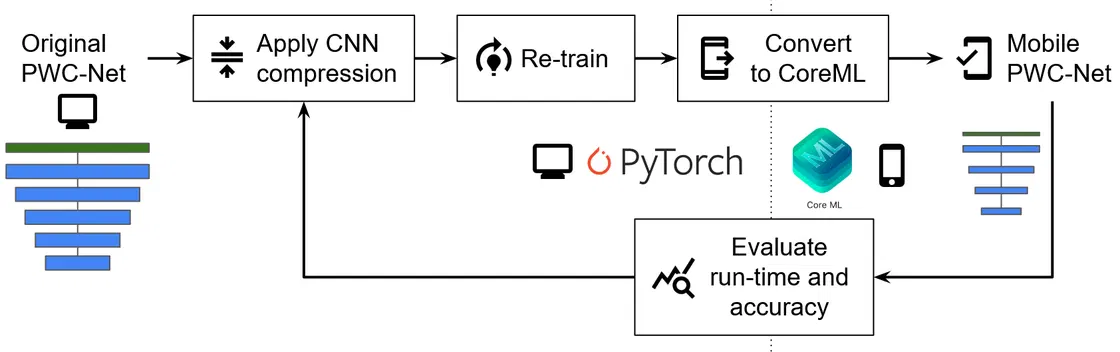 Original
PWC-Net
Apply CNN
compression
Re-train
Convert
to CoreML
Mobile
PWC-Net
PyTorch
ML
Core ML
Evaluate
run-time and
accuracy